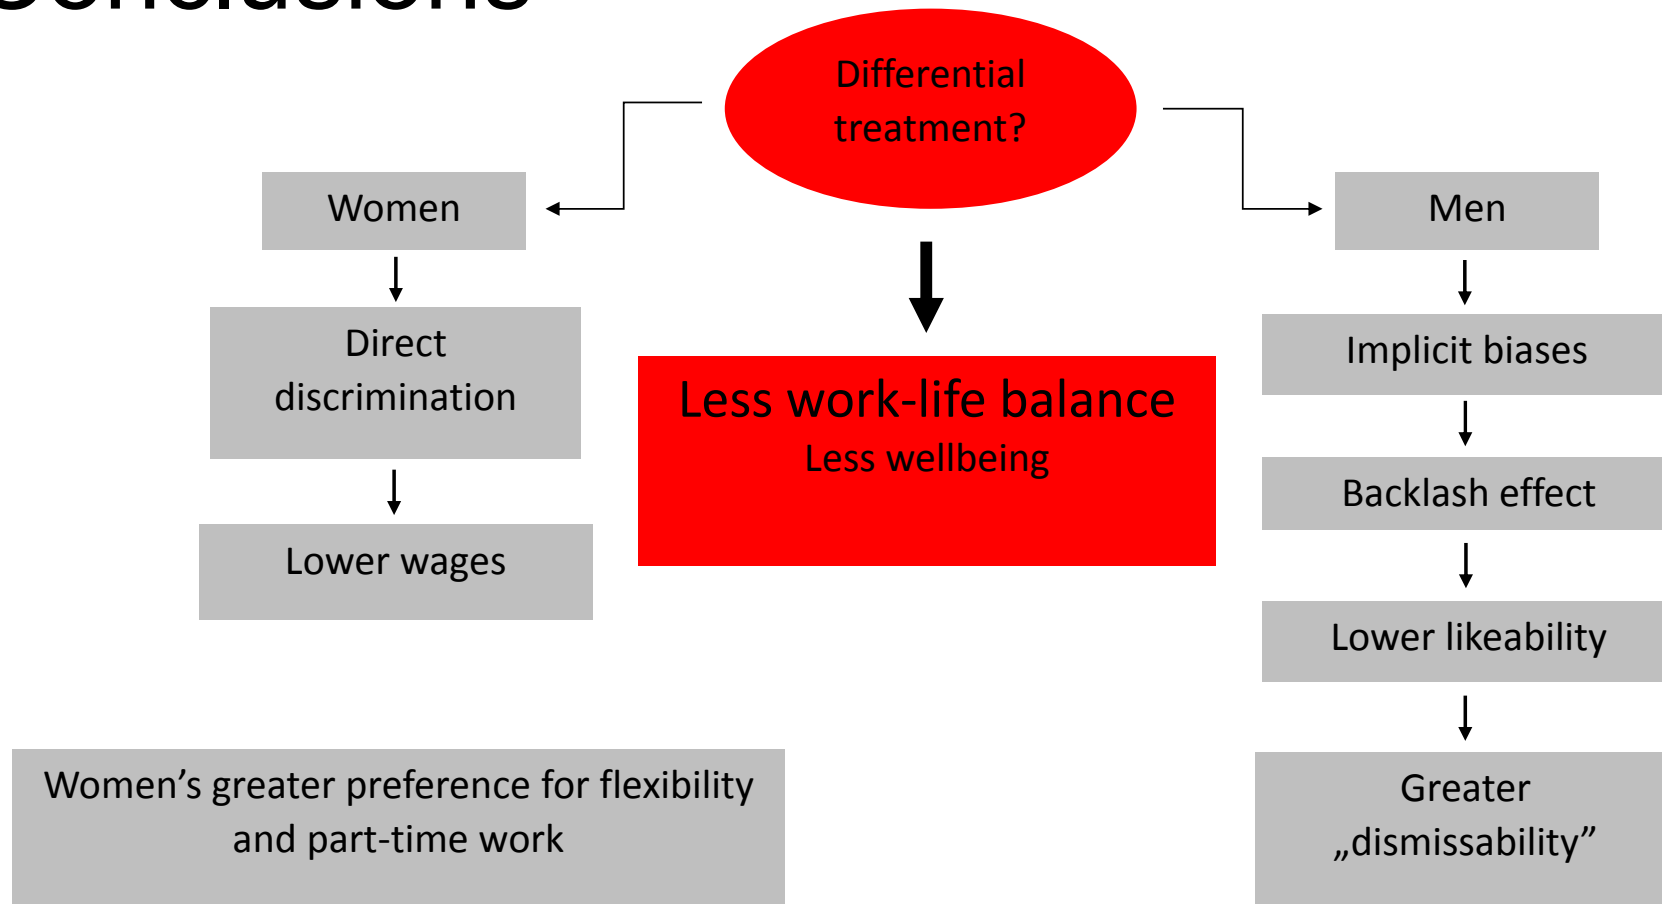 Conclusions
Differential
treatment?
Women
Men
Direct
discrimination
Implicit biases
Less work-life balance
Less wellbeing
Backlash effect
Lower wages
Lower likeability
Women’s greater preference for flexibility
and part-time work
Greater
„dismissability”